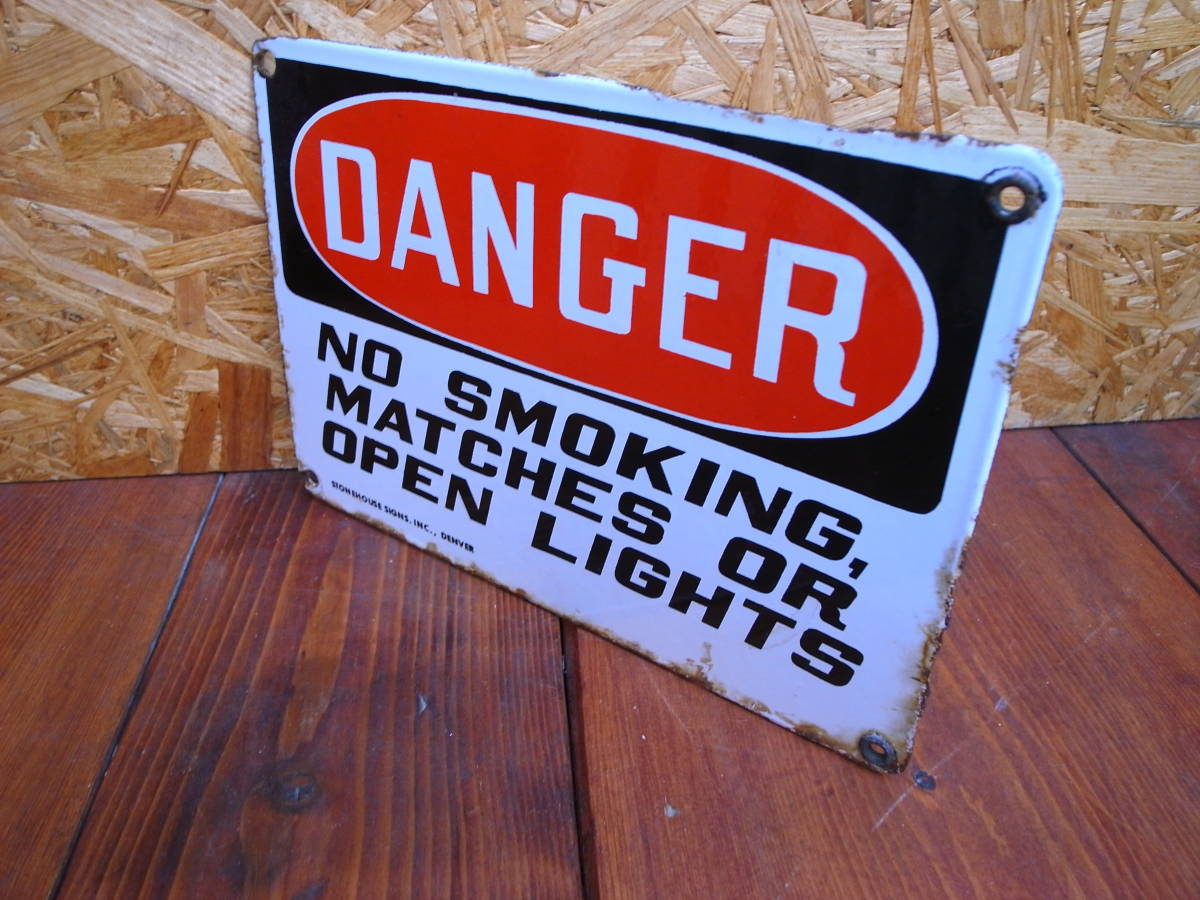 DANGER
NO SMOKING,
MATCHES OR
OPEN LIGHTS
STONEHOUSE SIGNS, INC., DENVER